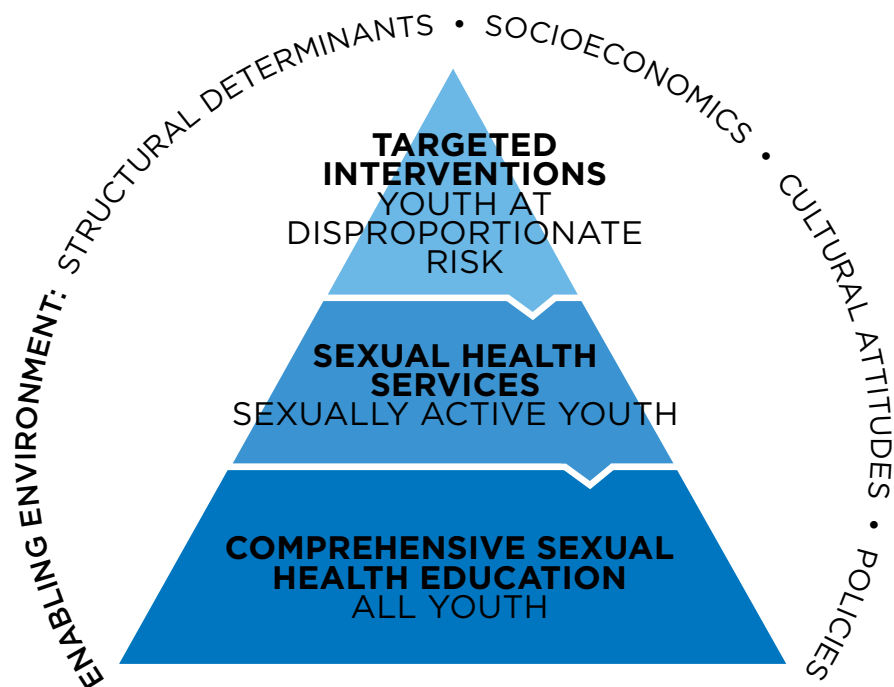 ENABLING ENVIRONMENT: STRUCTURAL DETERMINANTS • SOCIOECONOMICS • CULTURAL ATTITUDES • POLICIES
TARGETED
INTERVENTIONS
YOUTH AT
DISPROPORTIONATE
RISK
SEXUAL HEALTH
SERVICES
SEXUALLY ACTIVE YOUTH
COMPREHENSIVE SEXUAL
HEALTH EDUCATION
ALL YOUTH